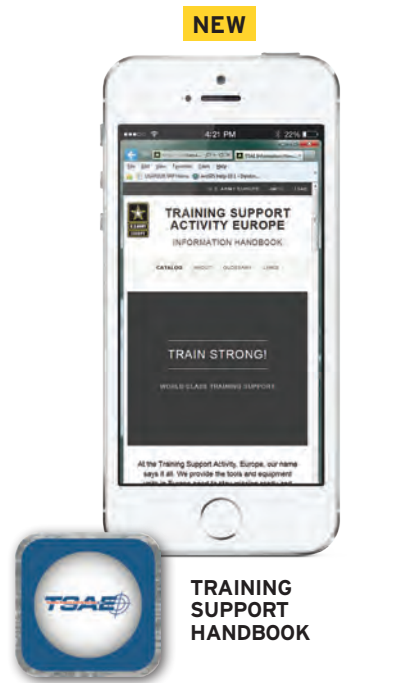 NEW
4:21 PM 22%
U.S. ARMY EUROPE
U.S. ARMY
TRAINING SUPPORT
ACTIVITY EUROPE
INFORMATION HANDBOOK
CATALOG ABOUT GLOSSARY LINKS
TRAIN STRONG!
WORLD CLASS TRAINING SUPPORT
At the Training Support Activity, Europe, our name
says it all. We provide the tools and equipment
TSAE
TRAINING
SUPPORT
HANDBOOK